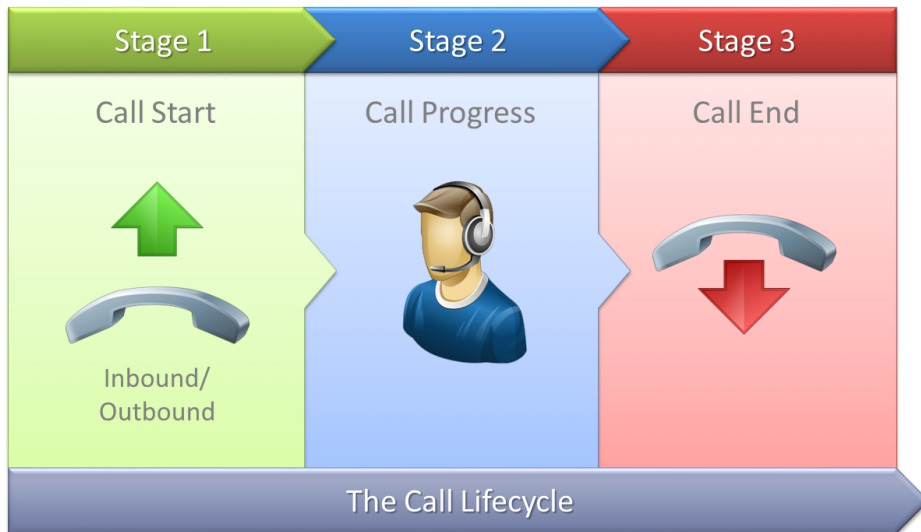 Stage 1
Stage 2
Stage 3
Call Start
Call Progress
Call End
Inbound/
Outbound
The Call Lifecycle